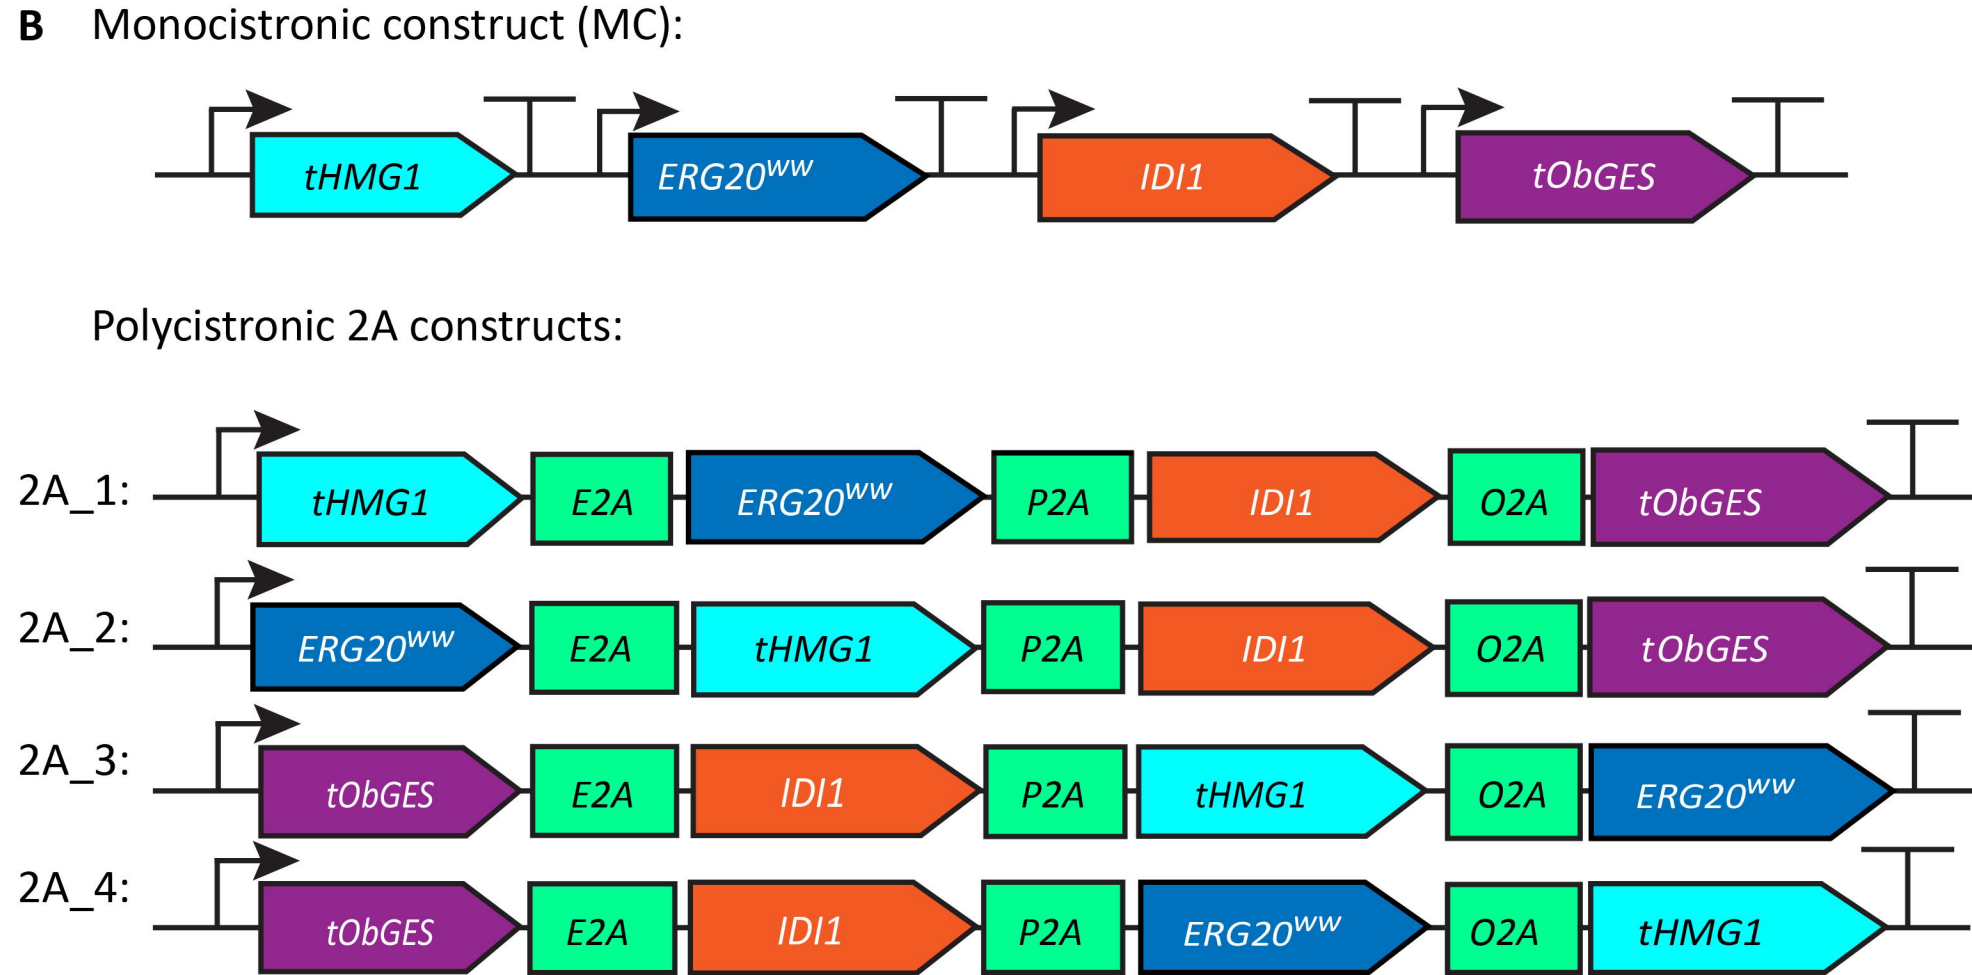 B Monocistronic construct (MC):
tHMG1 ERG20ww IDI1 tObGES
Polycistronic 2A constructs:
2A_1: tHMG1 E2A ERG20ww P2A IDI1 O2A tObGES
2A_2: ERG20ww E2A tHMG1 P2A IDI1 O2A tObGES
2A_3: tObGES E2A IDI1 P2A tHMG1 O2A ERG20ww
2A_4: tObGES E2A IDI1 P2A ERG20ww O2A tHMG1